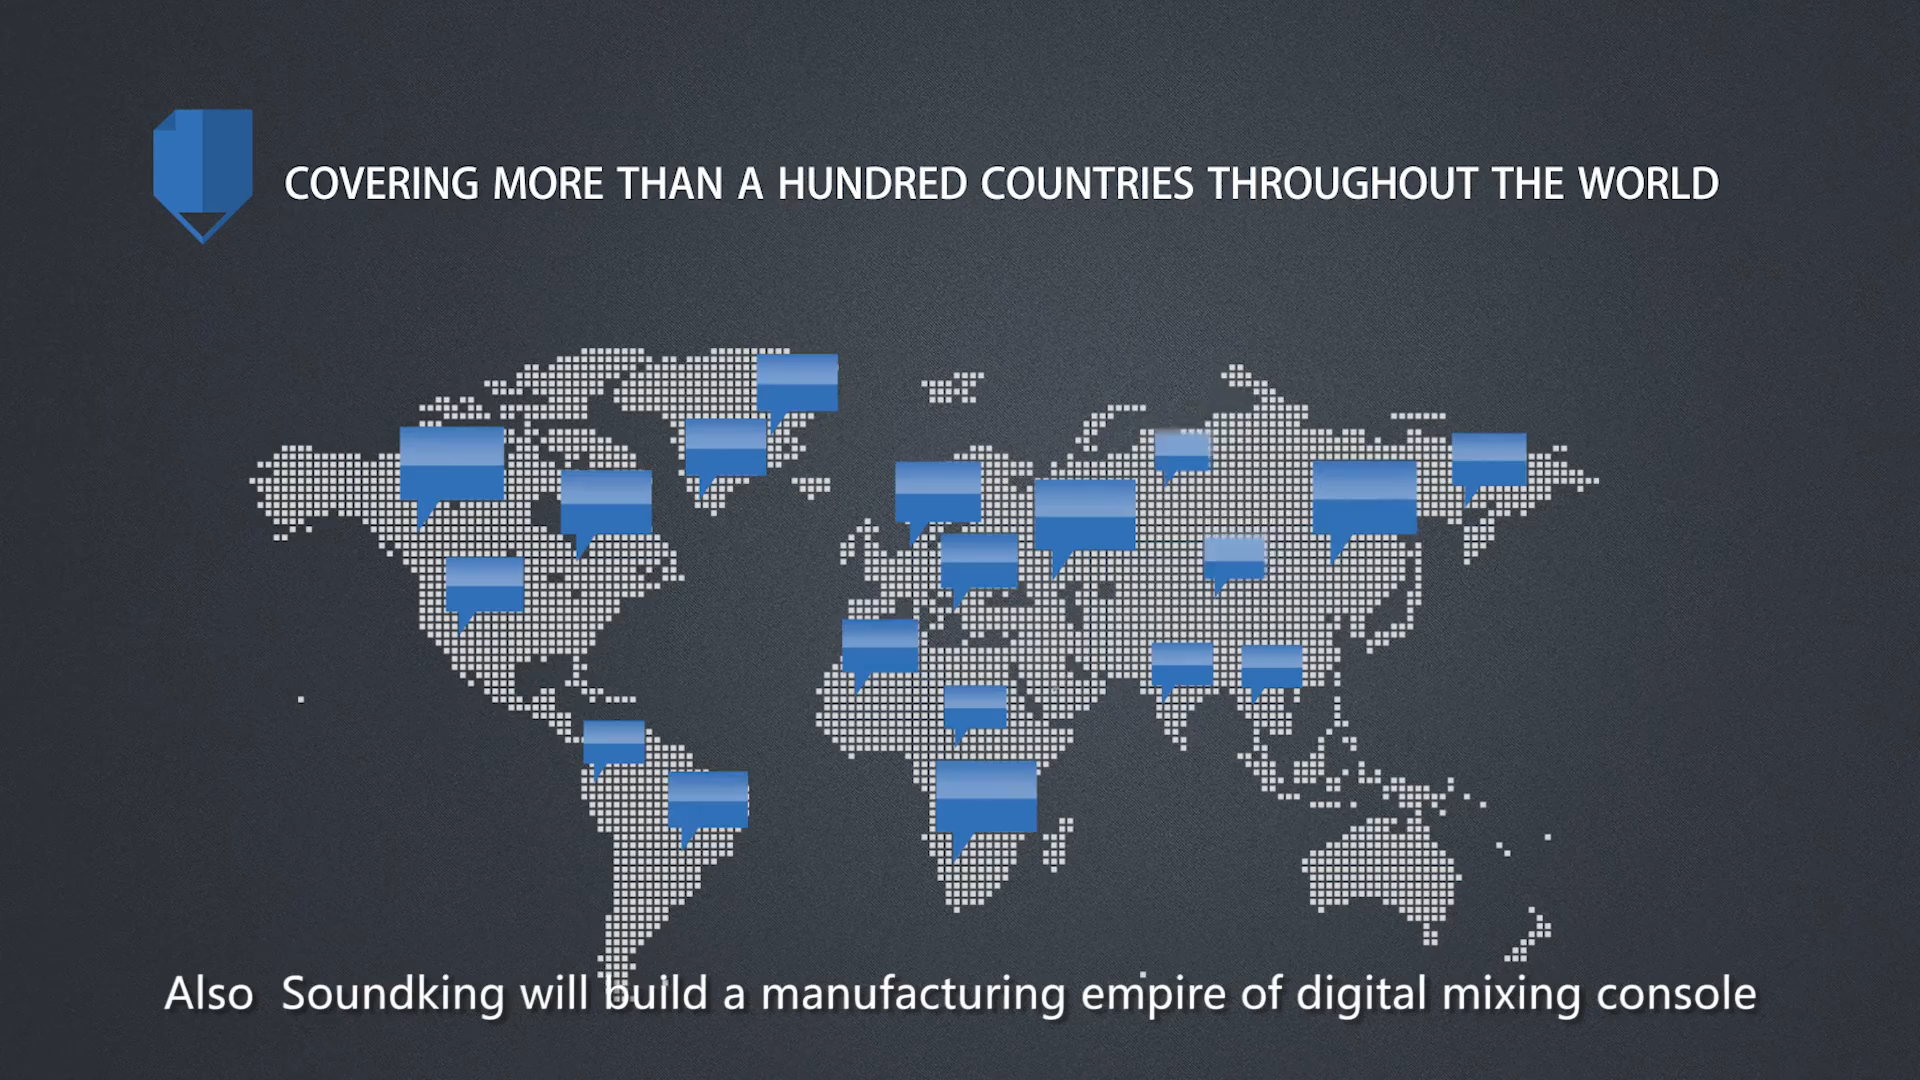 COVERING MORE THAN A HUNDRED COUNTRIES THROUGHOUT THE WORLD
Also  Soundking will build a manufacturing empire of digital mixing console